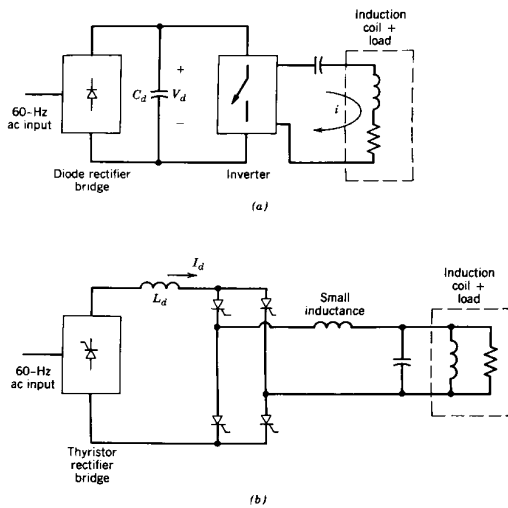 Induction
coil +
load
+
C_d
V_d
−
i
60-Hz
ac input
Diode rectifier
bridge
Inverter
(a)
I_d
L_d
Small
inductance
Induction
coil +
load
60-Hz
ac input
Thyristor
rectifier
bridge
(b)